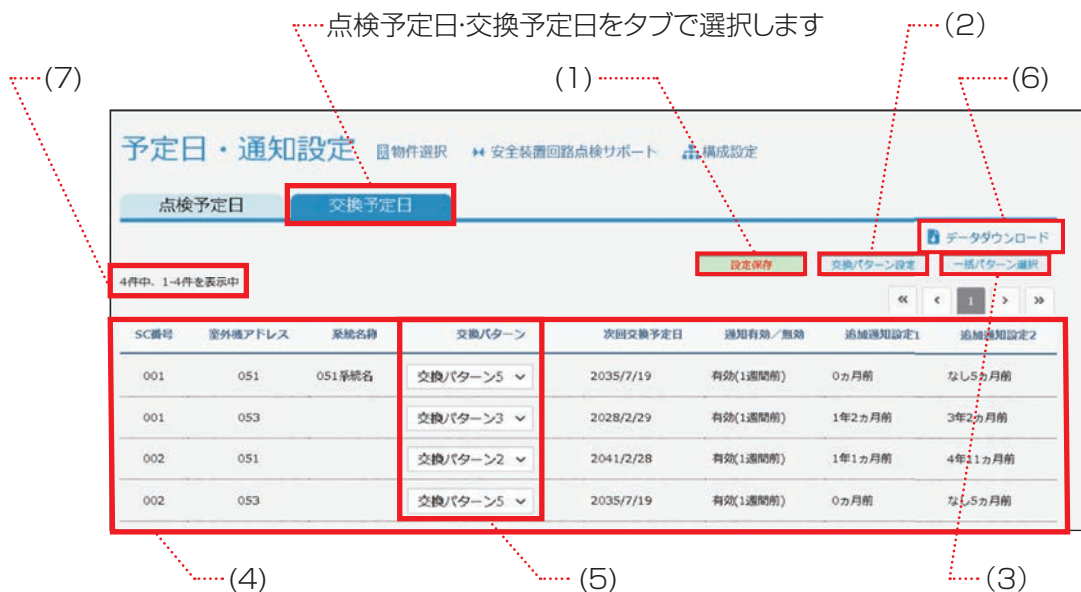 点検予定日・交換予定日をタブで選択します
(2)
(7)
(1)
(6)
予定日・通知設定 物件選択 安全装置回路点検サポート 構成設定
点検予定日 交換予定日
データダウンロード
設定保存 交換パターン設定 一括パターン選択
4件中、1-4件を表示中
« ‹ 1 › »
SC番号 室外機アドレス 系統名称 交換パターン 次回交換予定日 通知有効/無効 追加通知設定1 追加通知設定2
001 051 051系統名 交換パターン5 2035/7/19 有効(1週間前) 0ヵ月前 なし5ヵ月前
001 053 交換パターン3 2028/2/29 有効(1週間前) 1年2ヵ月前 3年2ヵ月前
002 051 交換パターン2 2041/2/28 有効(1週間前) 1年1ヵ月前 4年11ヵ月前
002 053 交換パターン5 2035/7/19 有効(1週間前) 0ヵ月前 なし5ヵ月前
(4)
(5)
(3)